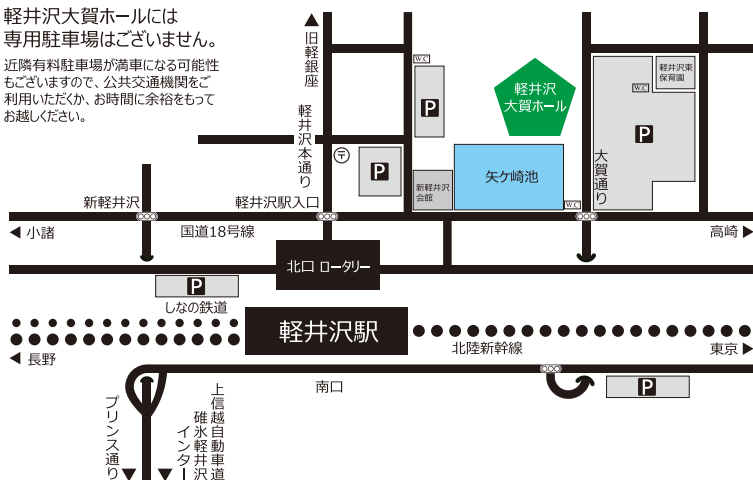 軽井沢大賀ホールには
専用駐車場はございません。
近隣有料駐車場が満車になる可能性
もございますので、公共交通機関をご
利用いただくか、お時間に余裕をもって
お越しください。
▲
旧軽銀座
軽井沢本通り
W.C
P
軽井沢
大賀ホール
W.C
軽井沢東
保育園
P
〒
P
新軽井沢
会館
矢ケ崎池
W.C
大賀通り
新軽井沢
軽井沢駅入口
◀ 小諸
国道18号線
高崎 ▶
北口 ロータリー
P
しなの鉄道
軽井沢駅
◀ 長野
北陸新幹線
東京 ▶
南口
P
プリンス通り
▼
▼
上信越自動車道
碓氷軽井沢
インター